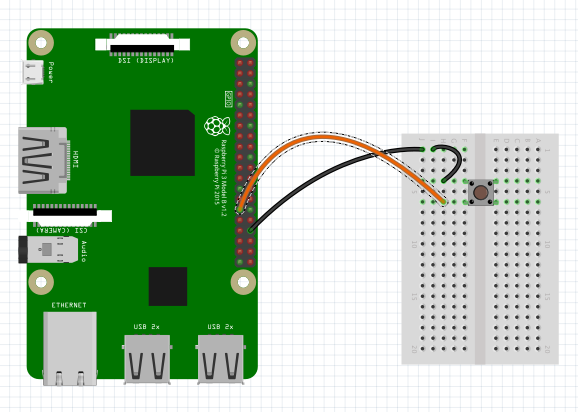 DSI (DISPLAY)
Power
GPIO
HDMI
Raspberry Pi 3 Model B v1.2
© Raspberry Pi 2015
CSI (CAMERA)
Audio
ETHERNET
USB 2x
USB 2x
1
5
5
10
10
15
15
20
20